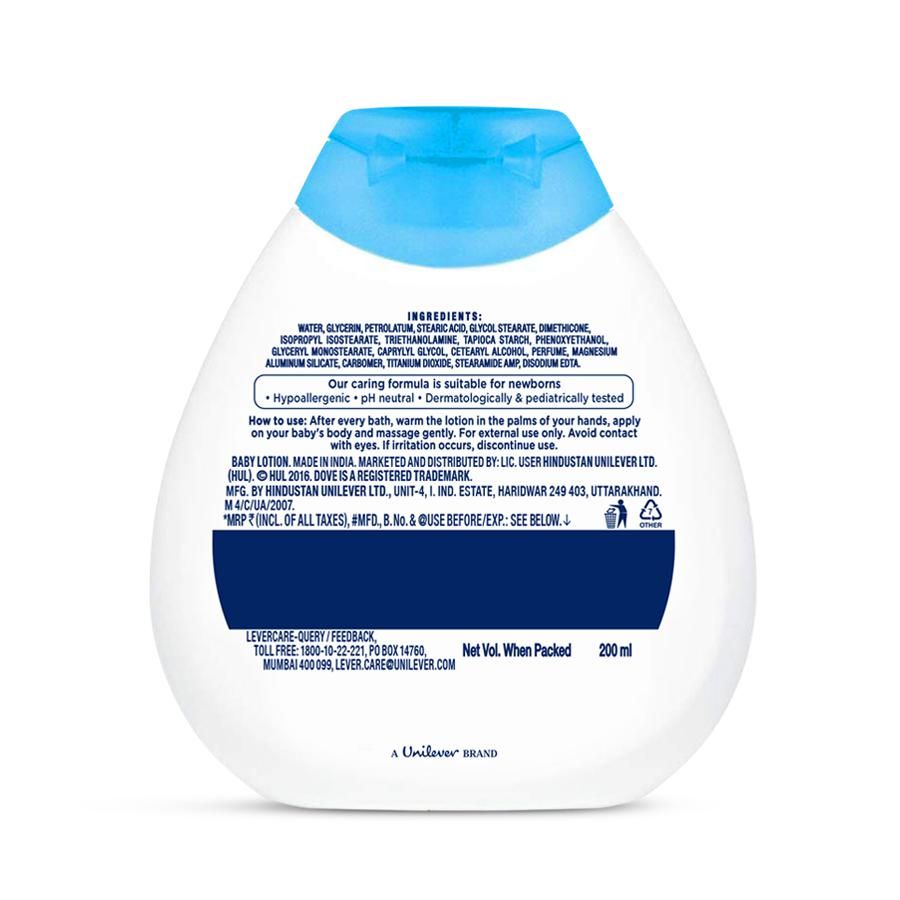 INGREDIENTS:
WATER, GLYCERIN, PETROLATUM, STEARIC ACID, GLYCOL STEARATE, DIMETHICONE,
ISOPROPYL ISOSTEARATE, TRIETHANOLAMINE, TAPIOCA STARCH, PHENOXYETHANOL,
GLYCERYL MONOSTEARATE, CAPRYLYL GLYCOL, CETEARYL ALCOHOL, PERFUME, MAGNESIUM
ALUMINUM SILICATE, CARBOMER, TITANIUM DIOXIDE, STEARAMIDE AMP, DISODIUM EDTA.
Our caring formula is suitable for newborns
• Hypoallergenic • pH neutral • Dermatologically & pediatrically tested
How to use: After every bath, warm the lotion in the palms of your hands, apply
on your baby's body and massage gently. For external use only. Avoid contact
with eyes. If irritation occurs, discontinue use.
BABY LOTION. MADE IN INDIA. MARKETED AND DISTRIBUTED BY: LIC. USER HINDUSTAN UNILEVER LTD.
(HUL). © HUL 2016. DOVE IS A REGISTERED TRADEMARK.
MFG. BY HINDUSTAN UNILEVER LTD., UNIT-4, I. IND. ESTATE, HARIDWAR 249 403, UTTARAKHAND.
M 4/C/UA/2007.
*MRP ₹ (INCL. OF ALL TAXES), #MFD., B. No. & @USE BEFORE/EXP.: SEE BELOW. ↓
7
OTHER
LEVERCARE-QUERY / FEEDBACK,
TOLL FREE: 1800-10-22-221, PO BOX 14760,
MUMBAI 400 099, LEVER.CARE@UNILEVER.COM
Net Vol. When Packed 200 ml
A Unilever BRAND